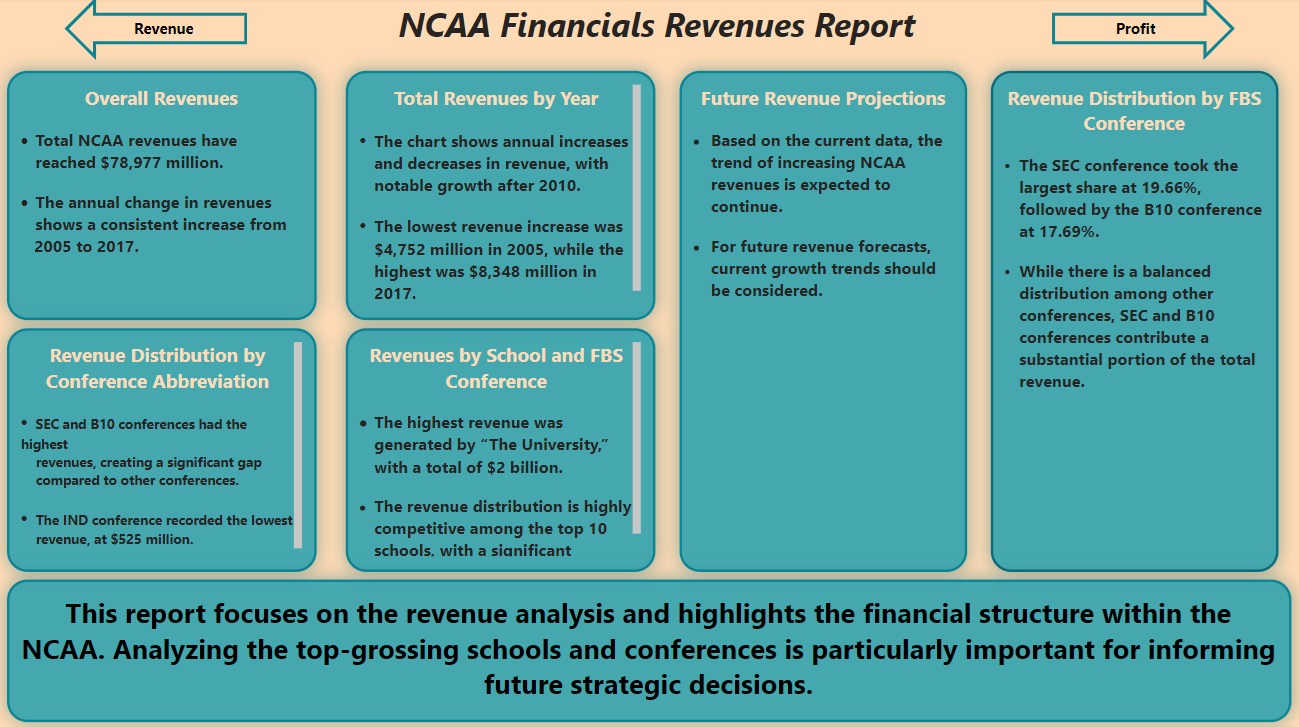 Revenue
NCAA Financials Revenues Report
Profit
Overall Revenues
• Total NCAA revenues have
reached $78,977 million.
• The annual change in revenues
shows a consistent increase from
2005 to 2017.
Total Revenues by Year
• The chart shows annual increases
and decreases in revenue, with
notable growth after 2010.
• The lowest revenue increase was
$4,752 million in 2005, while the
highest was $8,348 million in
2017.
Future Revenue Projections
• Based on the current data, the
trend of increasing NCAA
revenues is expected to
continue.
• For future revenue forecasts,
current growth trends should
be considered.
Revenue Distribution by FBS
Conference
• The SEC conference took the
largest share at 19.66%,
followed by the B10 conference
at 17.69%.
• While there is a balanced
distribution among other
conferences, SEC and B10
conferences contribute a
substantial portion of the total
revenue.
Revenue Distribution by
Conference Abbreviation
• SEC and B10 conferences had the
highest
revenues, creating a significant gap
compared to other conferences.
• The IND conference recorded the lowest
revenue, at $525 million.
Revenues by School and FBS
Conference
• The highest revenue was
generated by “The University,”
with a total of $2 billion.
• The revenue distribution is highly
competitive among the top 10
schools, with a significant
This report focuses on the revenue analysis and highlights the financial structure within the
NCAA. Analyzing the top-grossing schools and conferences is particularly important for informing
future strategic decisions.